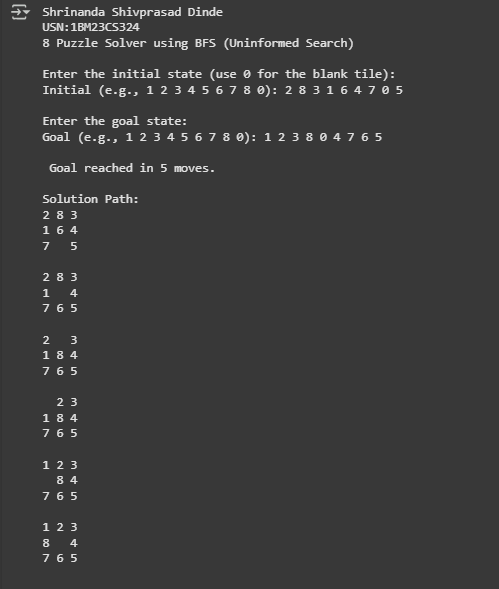 Shrinanda Shivprasad Dinde
USN:1BM23CS324
8 Puzzle Solver using BFS (Uninformed Search)
Enter the initial state (use 0 for the blank tile):
Initial (e.g., 1 2 3 4 5 6 7 8 0): 2 8 3 1 6 4 7 0 5
Enter the goal state:
Goal (e.g., 1 2 3 4 5 6 7 8 0): 1 2 3 8 0 4 7 6 5
Goal reached in 5 moves.
Solution Path:
2 8 3
1 6 4
7   5
2 8 3
1   4
7 6 5
2   3
1 8 4
7 6 5
  2 3
1 8 4
7 6 5
1 2 3
  8 4
7 6 5
1 2 3
8   4
7 6 5